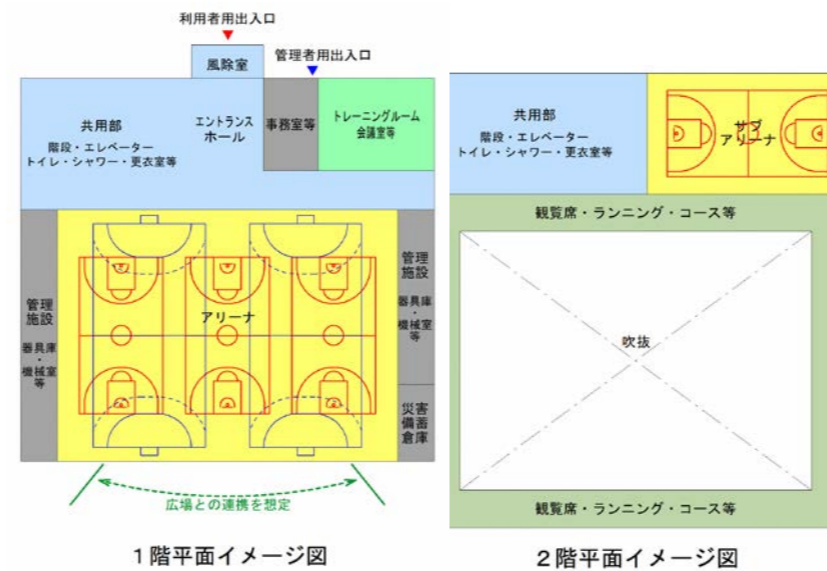 利用者用出入口
管理者用出入口
風除室
共用部
階段・エレベーター
トイレ・シャワー・更衣室等
エントランス
ホール
事務室等
トレーニングルーム
会議室等
管理
施設
器具庫
・
機械室
等
アリーナ
管理
施設
器具庫
・
機械室
等
災害
備蓄
倉庫
広場との連携を想定
1階平面イメージ図
共用部
階段・エレベーター
トイレ・シャワー・更衣室等
サブ
アリーナ
観覧席・ランニング・コース等
吹抜
観覧席・ランニング・コース等
2階平面イメージ図